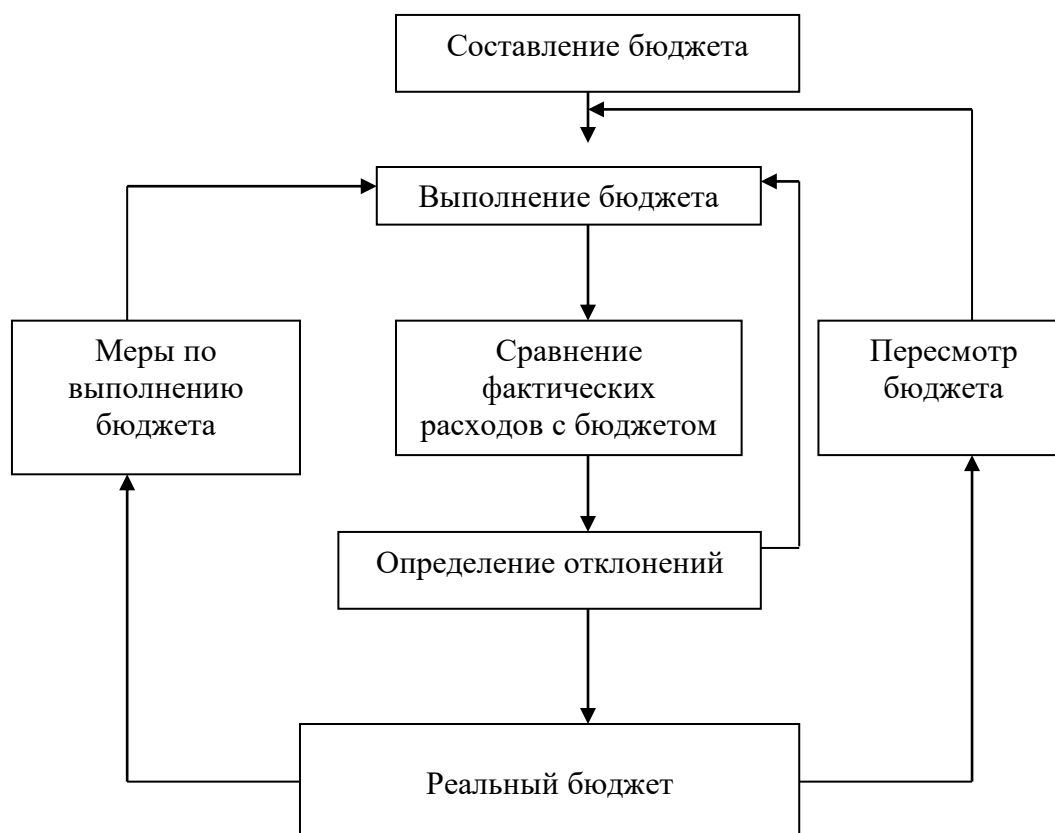 Составление бюджета
Выполнение бюджета
Меры по
выполнению
бюджета
Сравнение
фактических
расходов с бюджетом
Пересмотр
бюджета
Определение отклонений
Реальный бюджет